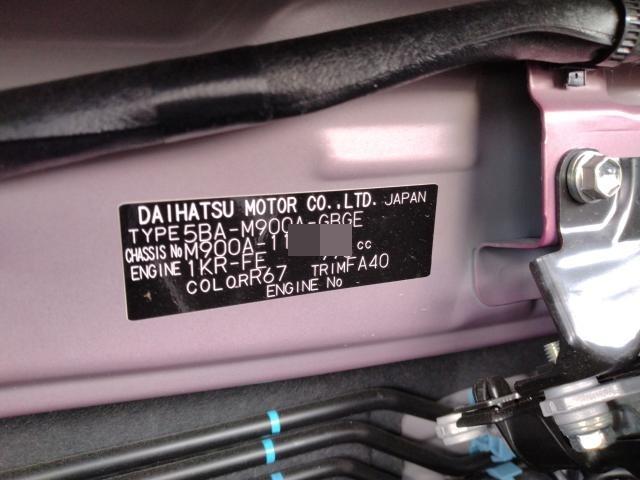 DAIHATSU MOTOR CO.,LTD. JAPAN
TYPE 5BA-M900A-GBGE
CHASSIS No M900A-11
ENGINE 1KR-FE cc
COLOR R67 TRIM FA40
ENGINE No